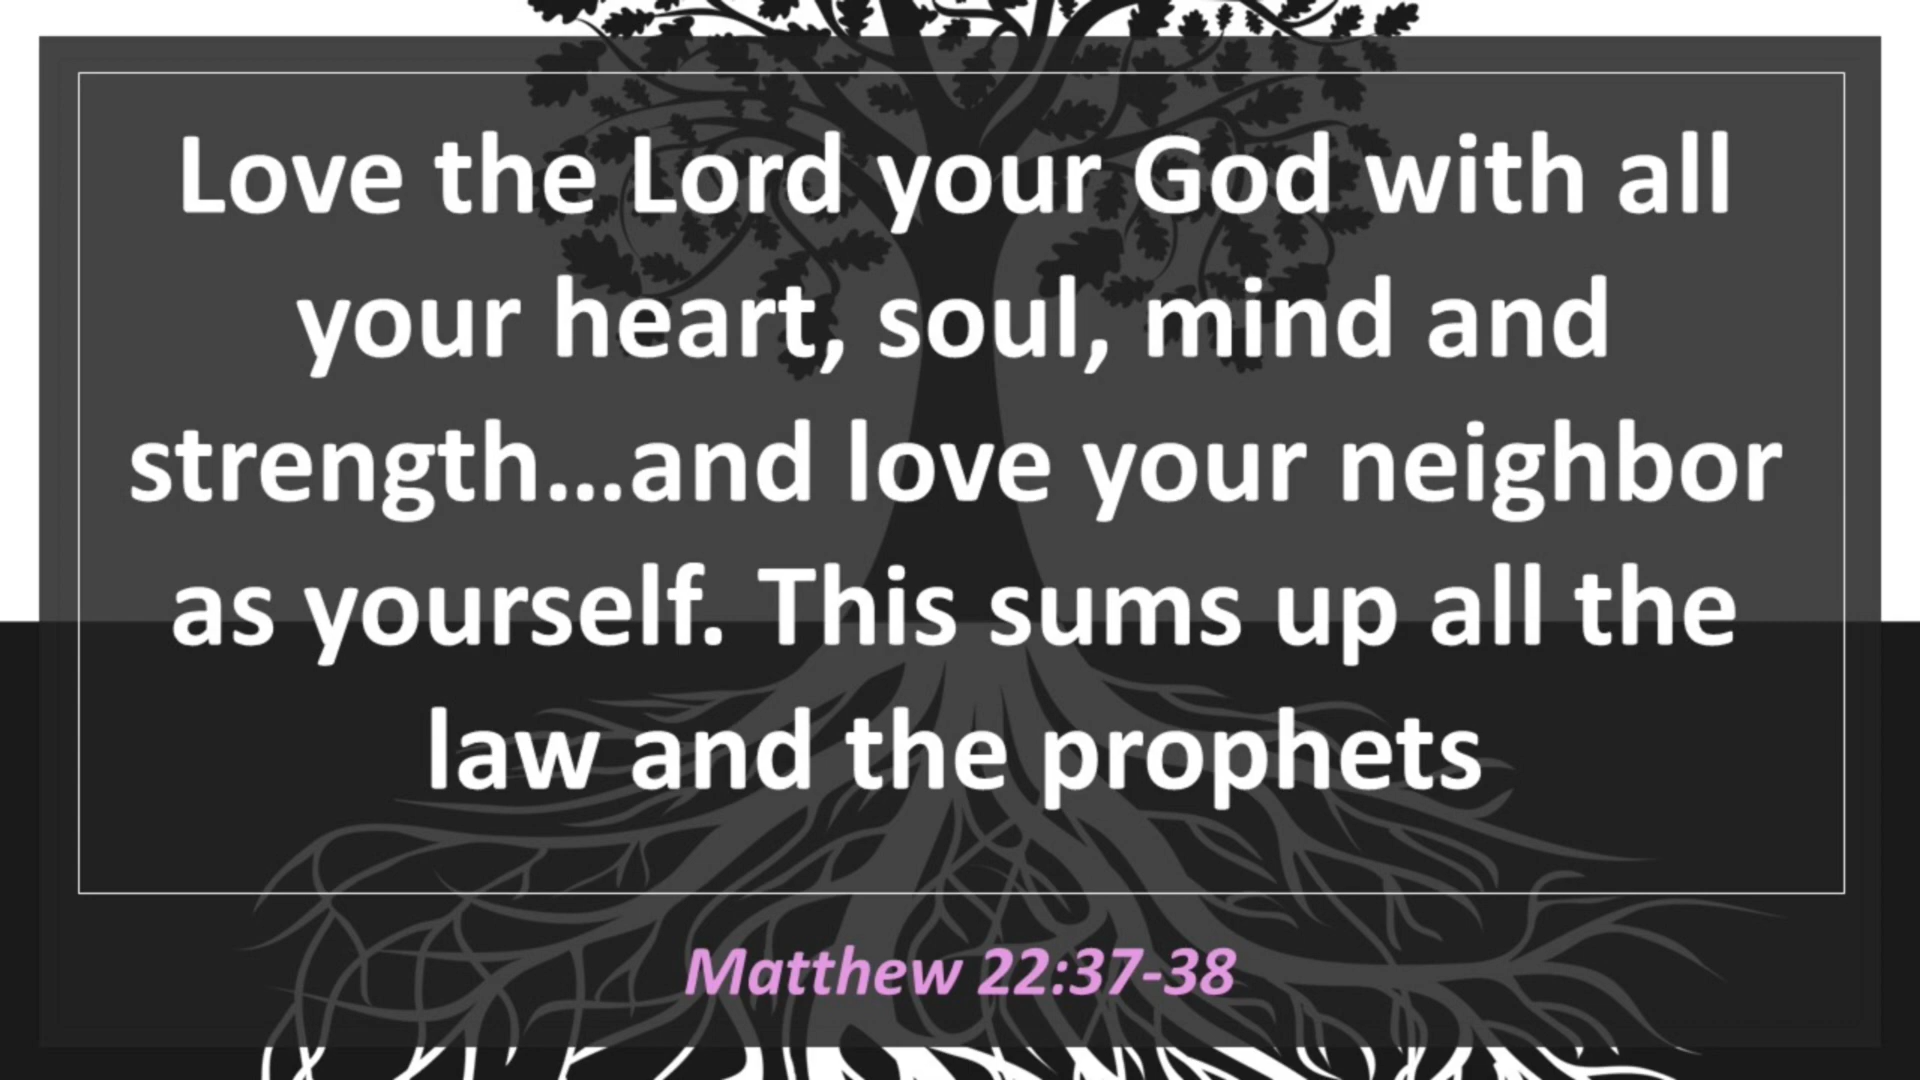 Love the Lord your God with all
your heart, soul, mind and
strength...and love your neighbor
as yourself. This sums up all the
law and the prophets
Matthew 22:37-38